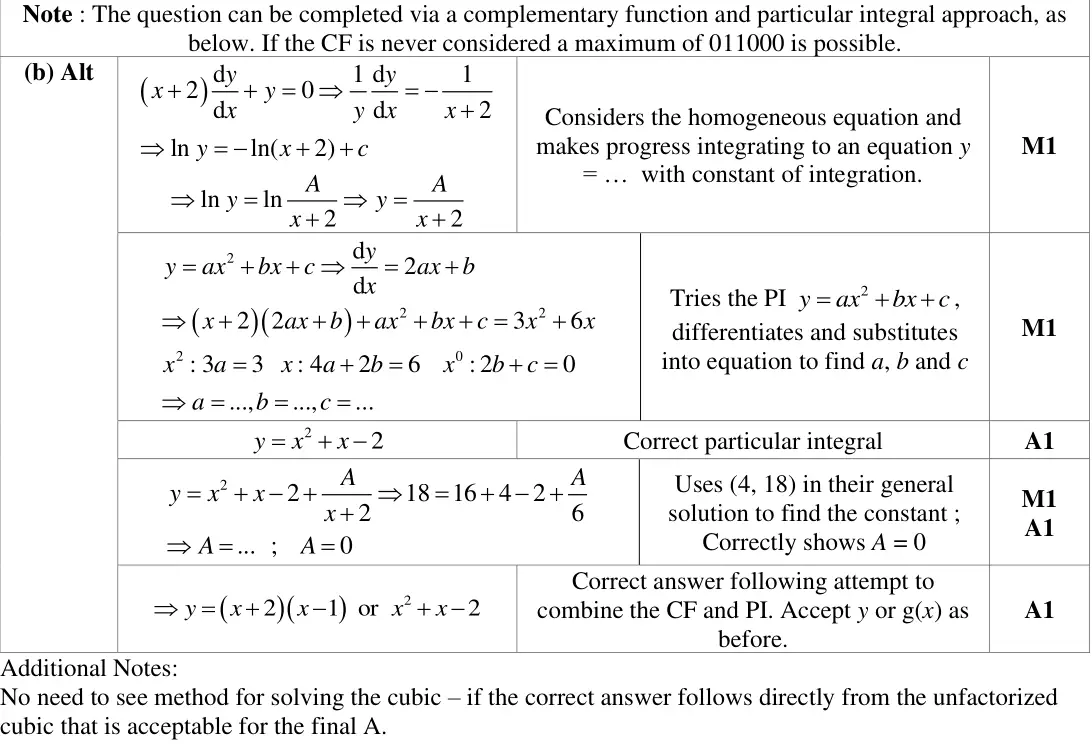 Note : The question can be completed via a complementary function and particular integral approach, as
below. If the CF is never considered a maximum of 011000 is possible.
(b) Alt
(x+2) dy/dx + y = 0 ⇒ 1/y dy/dx = − 1/(x+2)
⇒ ln y = −ln(x+2) + c
⇒ ln y = ln A/(x+2) ⇒ y = A/(x+2)
Considers the homogeneous equation and
makes progress integrating to an equation y
= … with constant of integration.
M1
y = ax² + bx + c ⇒ dy/dx = 2ax + b
⇒ (x+2)(2ax+b) + ax² + bx + c = 3x² + 6x
x² : 3a = 3 x : 4a + 2b = 6 x⁰ : 2b + c = 0
⇒ a = ..., b = ..., c = ...
Tries the PI y = ax² + bx + c ,
differentiates and substitutes
into equation to find a, b and c
M1
y = x² + x − 2
Correct particular integral
A1
y = x² + x − 2 + A/(x+2) ⇒ 18 = 16 + 4 − 2 + A/6
⇒ A = ... ; A = 0
Uses (4, 18) in their general
solution to find the constant ;
Correctly shows A = 0
M1
A1
⇒ y = (x+2)(x−1) or x² + x − 2
Correct answer following attempt to
combine the CF and PI. Accept y or g(x) as
before.
A1
Additional Notes:
No need to see method for solving the cubic – if the correct answer follows directly from the unfactorized
cubic that is acceptable for the final A.